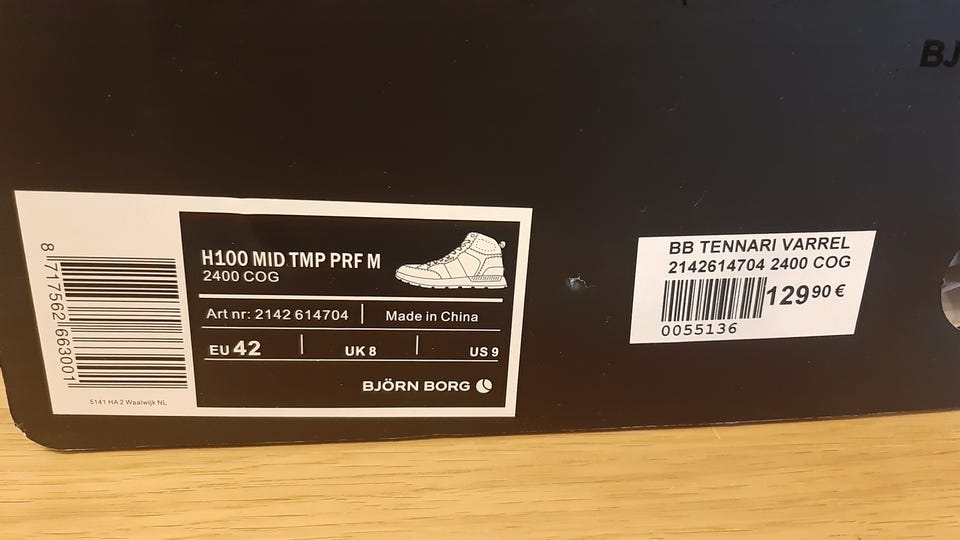 BJ
8 717562 663001
5141 HA 2 Waalwijk NL
H100 MID TMP PRF M
2400 COG
Art nr: 2142 614704 Made in China
EU 42 UK 8 US 9
BJÖRN BORG
BB TENNARI VARREL
2142614704 2400 COG
129 90 €
0055136